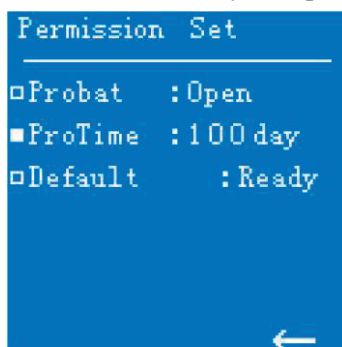 Permission Set
Probat :Open
ProTime :100day
Default :Ready